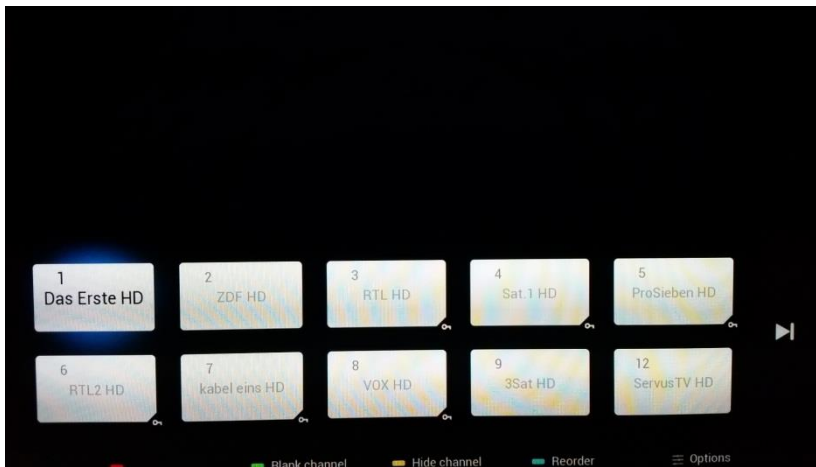 1
Das Erste HD
2
ZDF HD
3
RTL HD
4
Sat.1 HD
5
ProSieben HD
6
RTL2 HD
7
kabel eins HD
8
VOX HD
9
3Sat HD
12
ServusTV HD
Blank channel
Hide channel
Reorder
Options